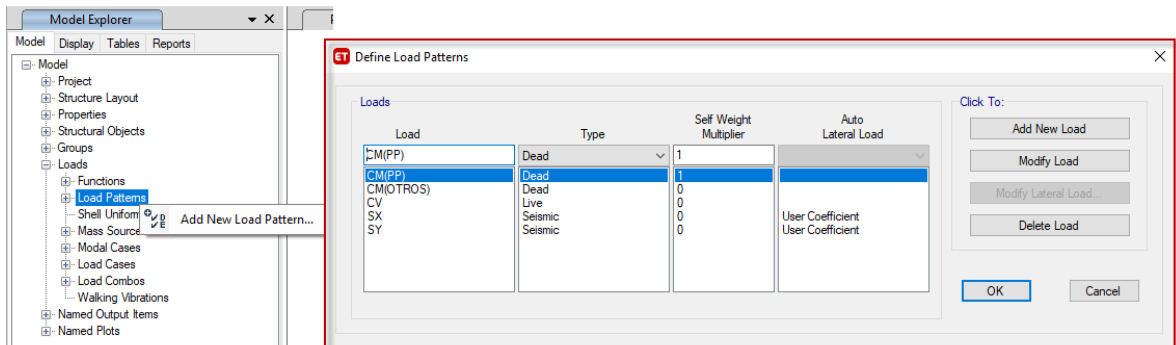 Model Explorer
Model Display Tables Reports
Model
Project
Structure Layout
Properties
Structural Objects
Groups
Loads
Functions
Load Patterns
Shell Uniform
Add New Load Pattern...
Mass Source
Modal Cases
Load Cases
Load Combos
Walking Vibrations
Named Output Items
Named Plots
ET Define Load Patterns
Loads
Load Type Self Weight Multiplier Auto Lateral Load
CM(PP) Dead 1
CM(PP) Dead 1
CM(OTROS) Dead 0
CV Live 0
SX Seismic 0 User Coefficient
SY Seismic 0 User Coefficient
Click To:
Add New Load
Modify Load
Modify Lateral Load...
Delete Load
OK Cancel